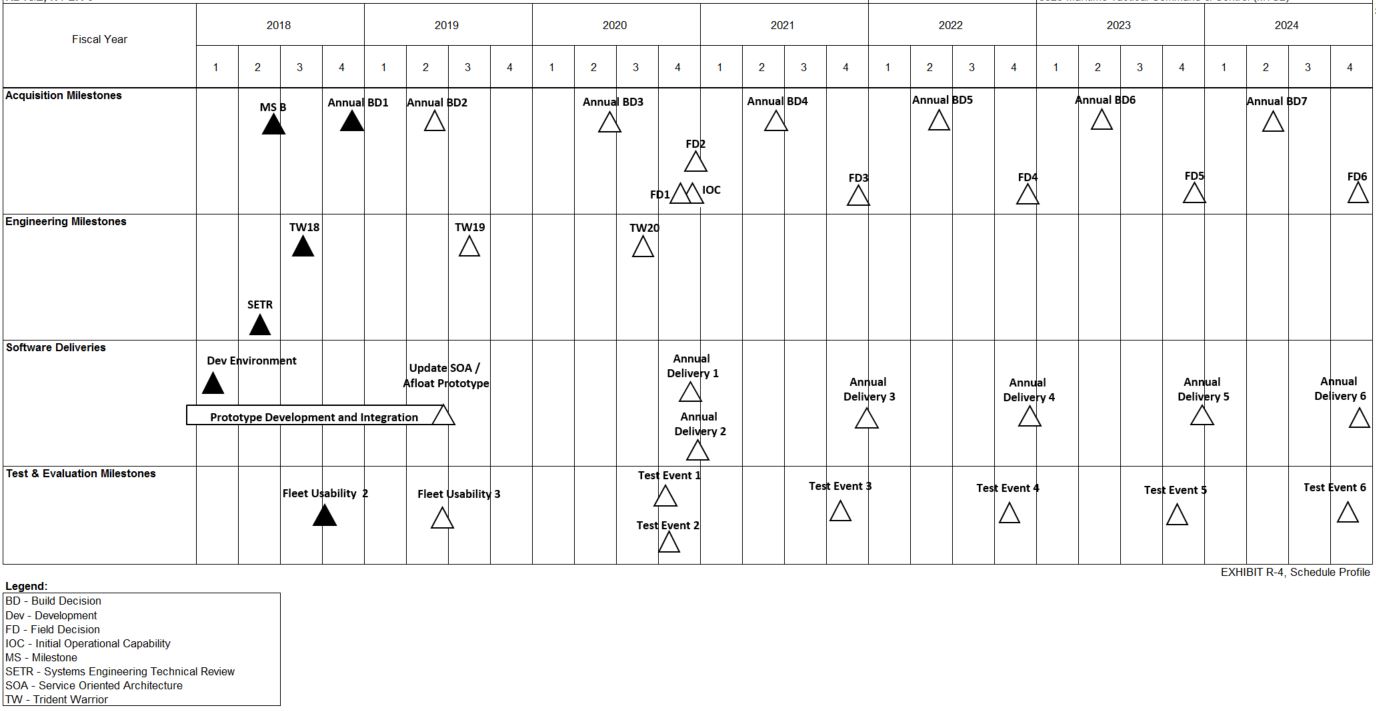 2018 2019 2020 2021 2022 2023 2024
Fiscal Year
1 2 3 4 1 2 3 4 1 2 3 4 1 2 3 4 1 2 3 4 1 2 3 4 1 2 3 4
Acquisition Milestones
MS B
Annual BD1
Annual BD2
Annual BD3
Annual BD4
Annual BD5
Annual BD6
Annual BD7
FD2
FD1
IOC
FD3
FD4
FD5
FD6
Engineering Milestones
TW18
TW19
TW20
SETR
Software Deliveries
Dev Environment
Update SOA /
Afloat Prototype
Prototype Development and Integration
Annual
Delivery 1
Annual
Delivery 2
Annual
Delivery 3
Annual
Delivery 4
Annual
Delivery 5
Annual
Delivery 6
Test & Evaluation Milestones
Fleet Usability 2
Fleet Usability 3
Test Event 1
Test Event 2
Test Event 3
Test Event 4
Test Event 5
Test Event 6
EXHIBIT R-4, Schedule Profile
Legend:
BD - Build Decision
Dev - Development
FD - Field Decision
IOC - Initial Operational Capability
MS - Milestone
SETR - Systems Engineering Technical Review
SOA - Service Oriented Architecture
TW - Trident Warrior